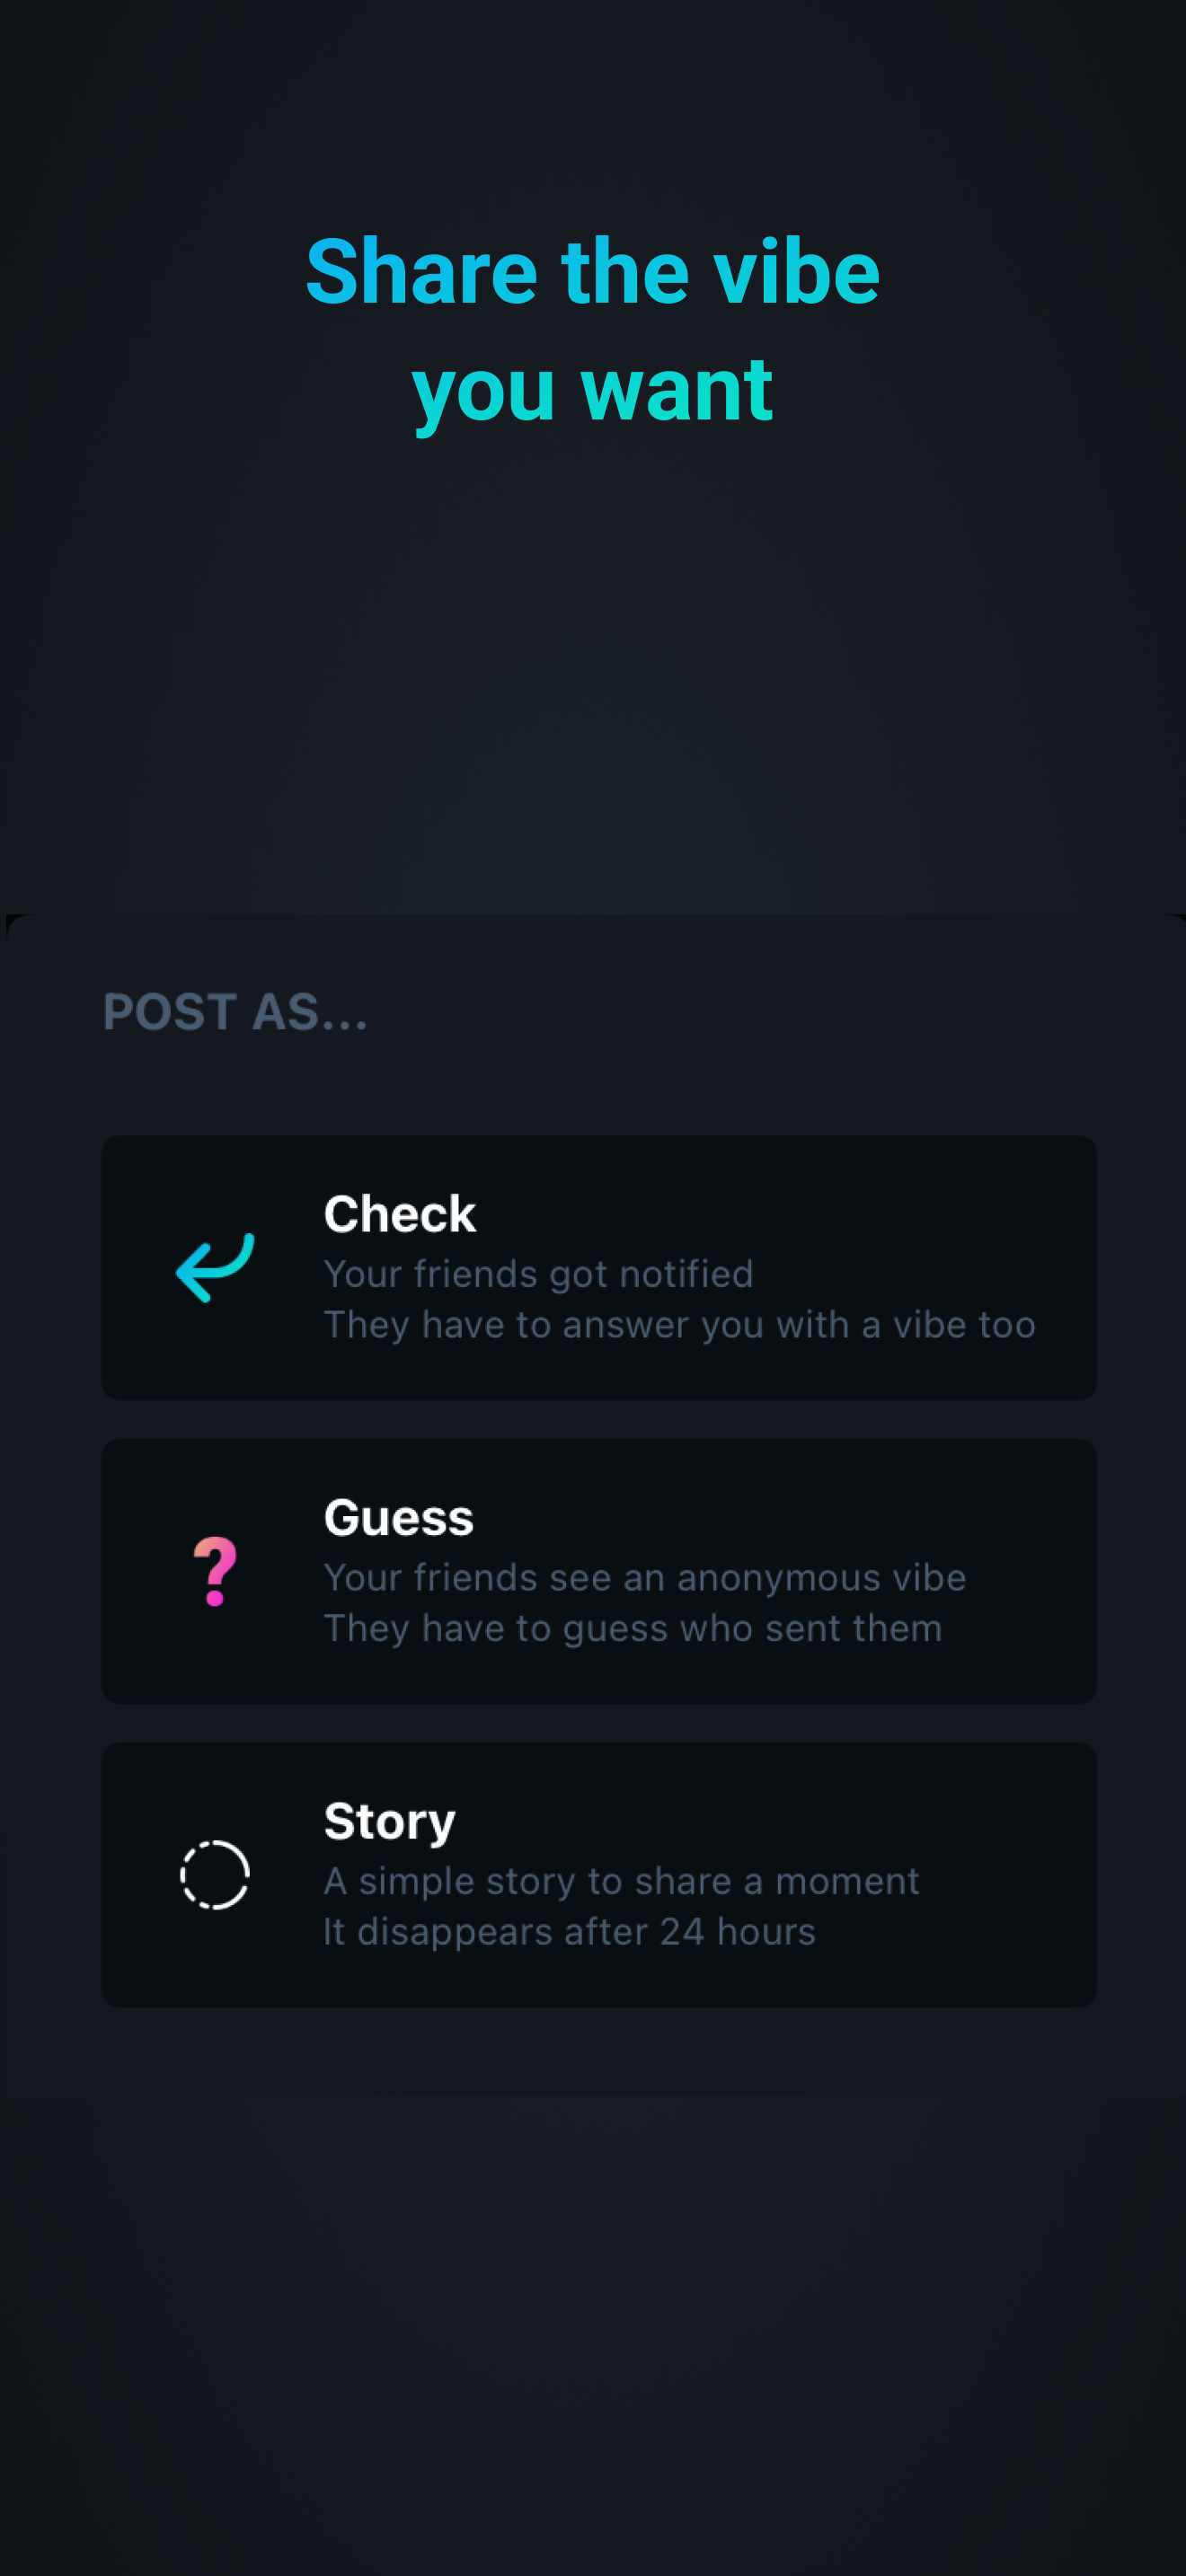 Share the vibe
you want
POST AS...
Check
Your friends got notified
They have to answer you with a vibe too
Guess
Your friends see an anonymous vibe
They have to guess who sent them
Story
A simple story to share a moment
It disappears after 24 hours